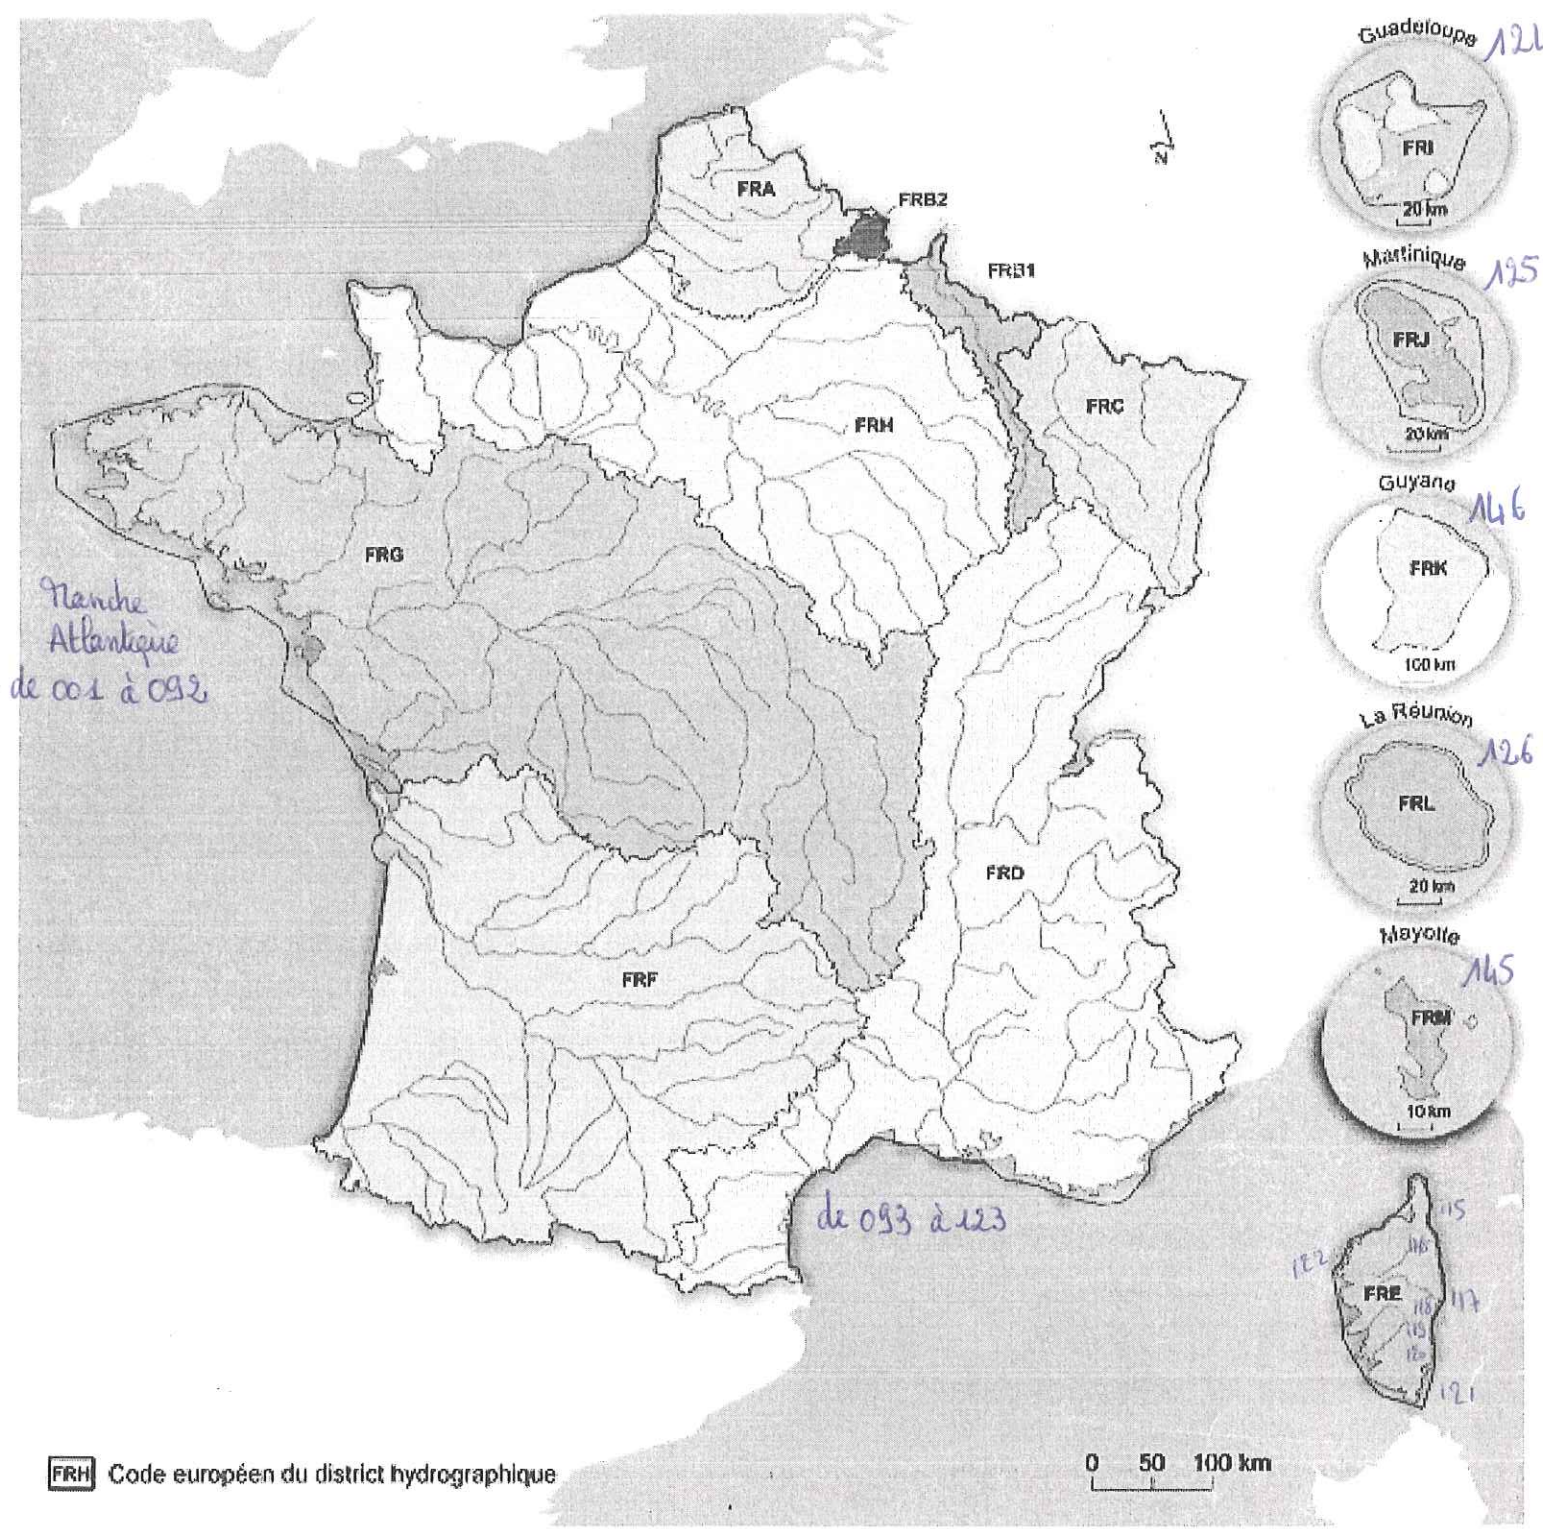 Guadeloupe
FRI
20 km
Martinique
125
FRJ
20 km
Guyane
146
FRK
100 km
La Réunion
126
FRL
20 km
Mayotte
145
FRM
10 km
FRA
FRB2
FRB1
FRC
FRH
FRG
Manche
Atlantique
de 001 à 092
FRD
FRF
de 093 à 123
115
116
122
FRE
117
118
119
120
121
FRH Code européen du district hydrographique
0 50 100 km